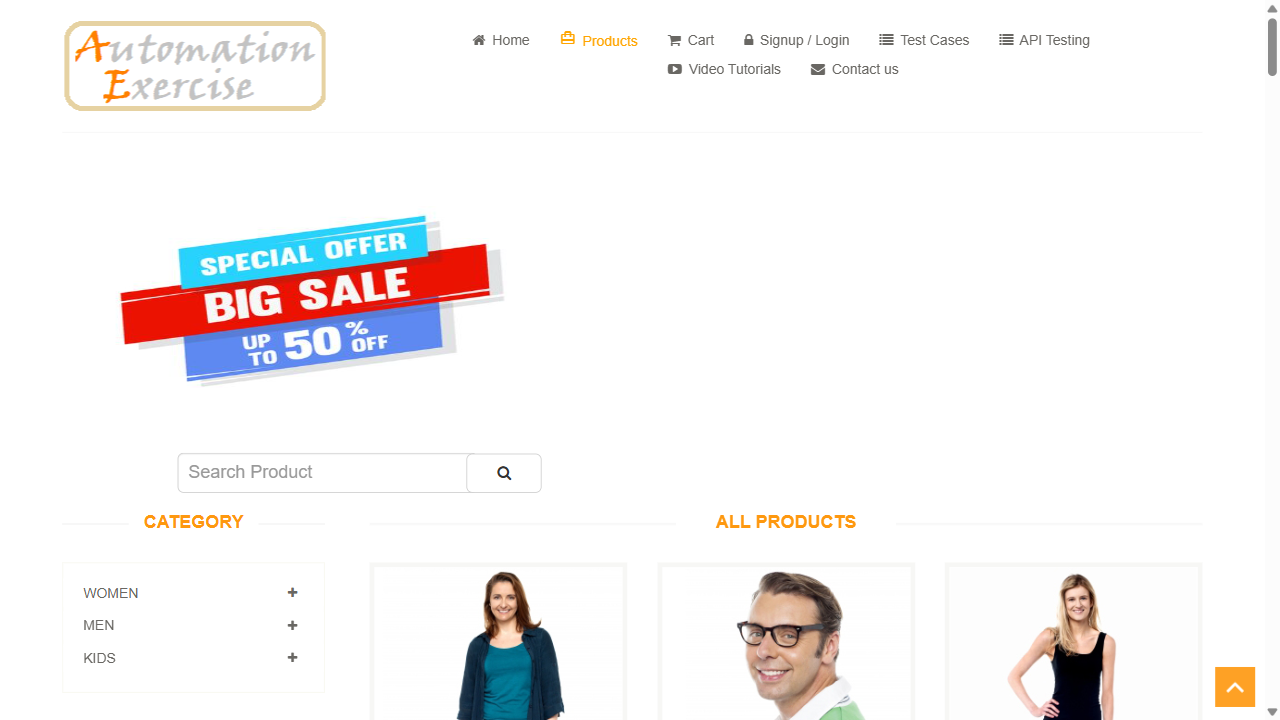 Automation
Exercise
Home
Products
Cart
Signup / Login
Test Cases
API Testing
Video Tutorials
Contact us
SPECIAL OFFER
BIG SALE
UP TO 50% OFF
Search Product
CATEGORY
ALL PRODUCTS
WOMEN
MEN
KIDS